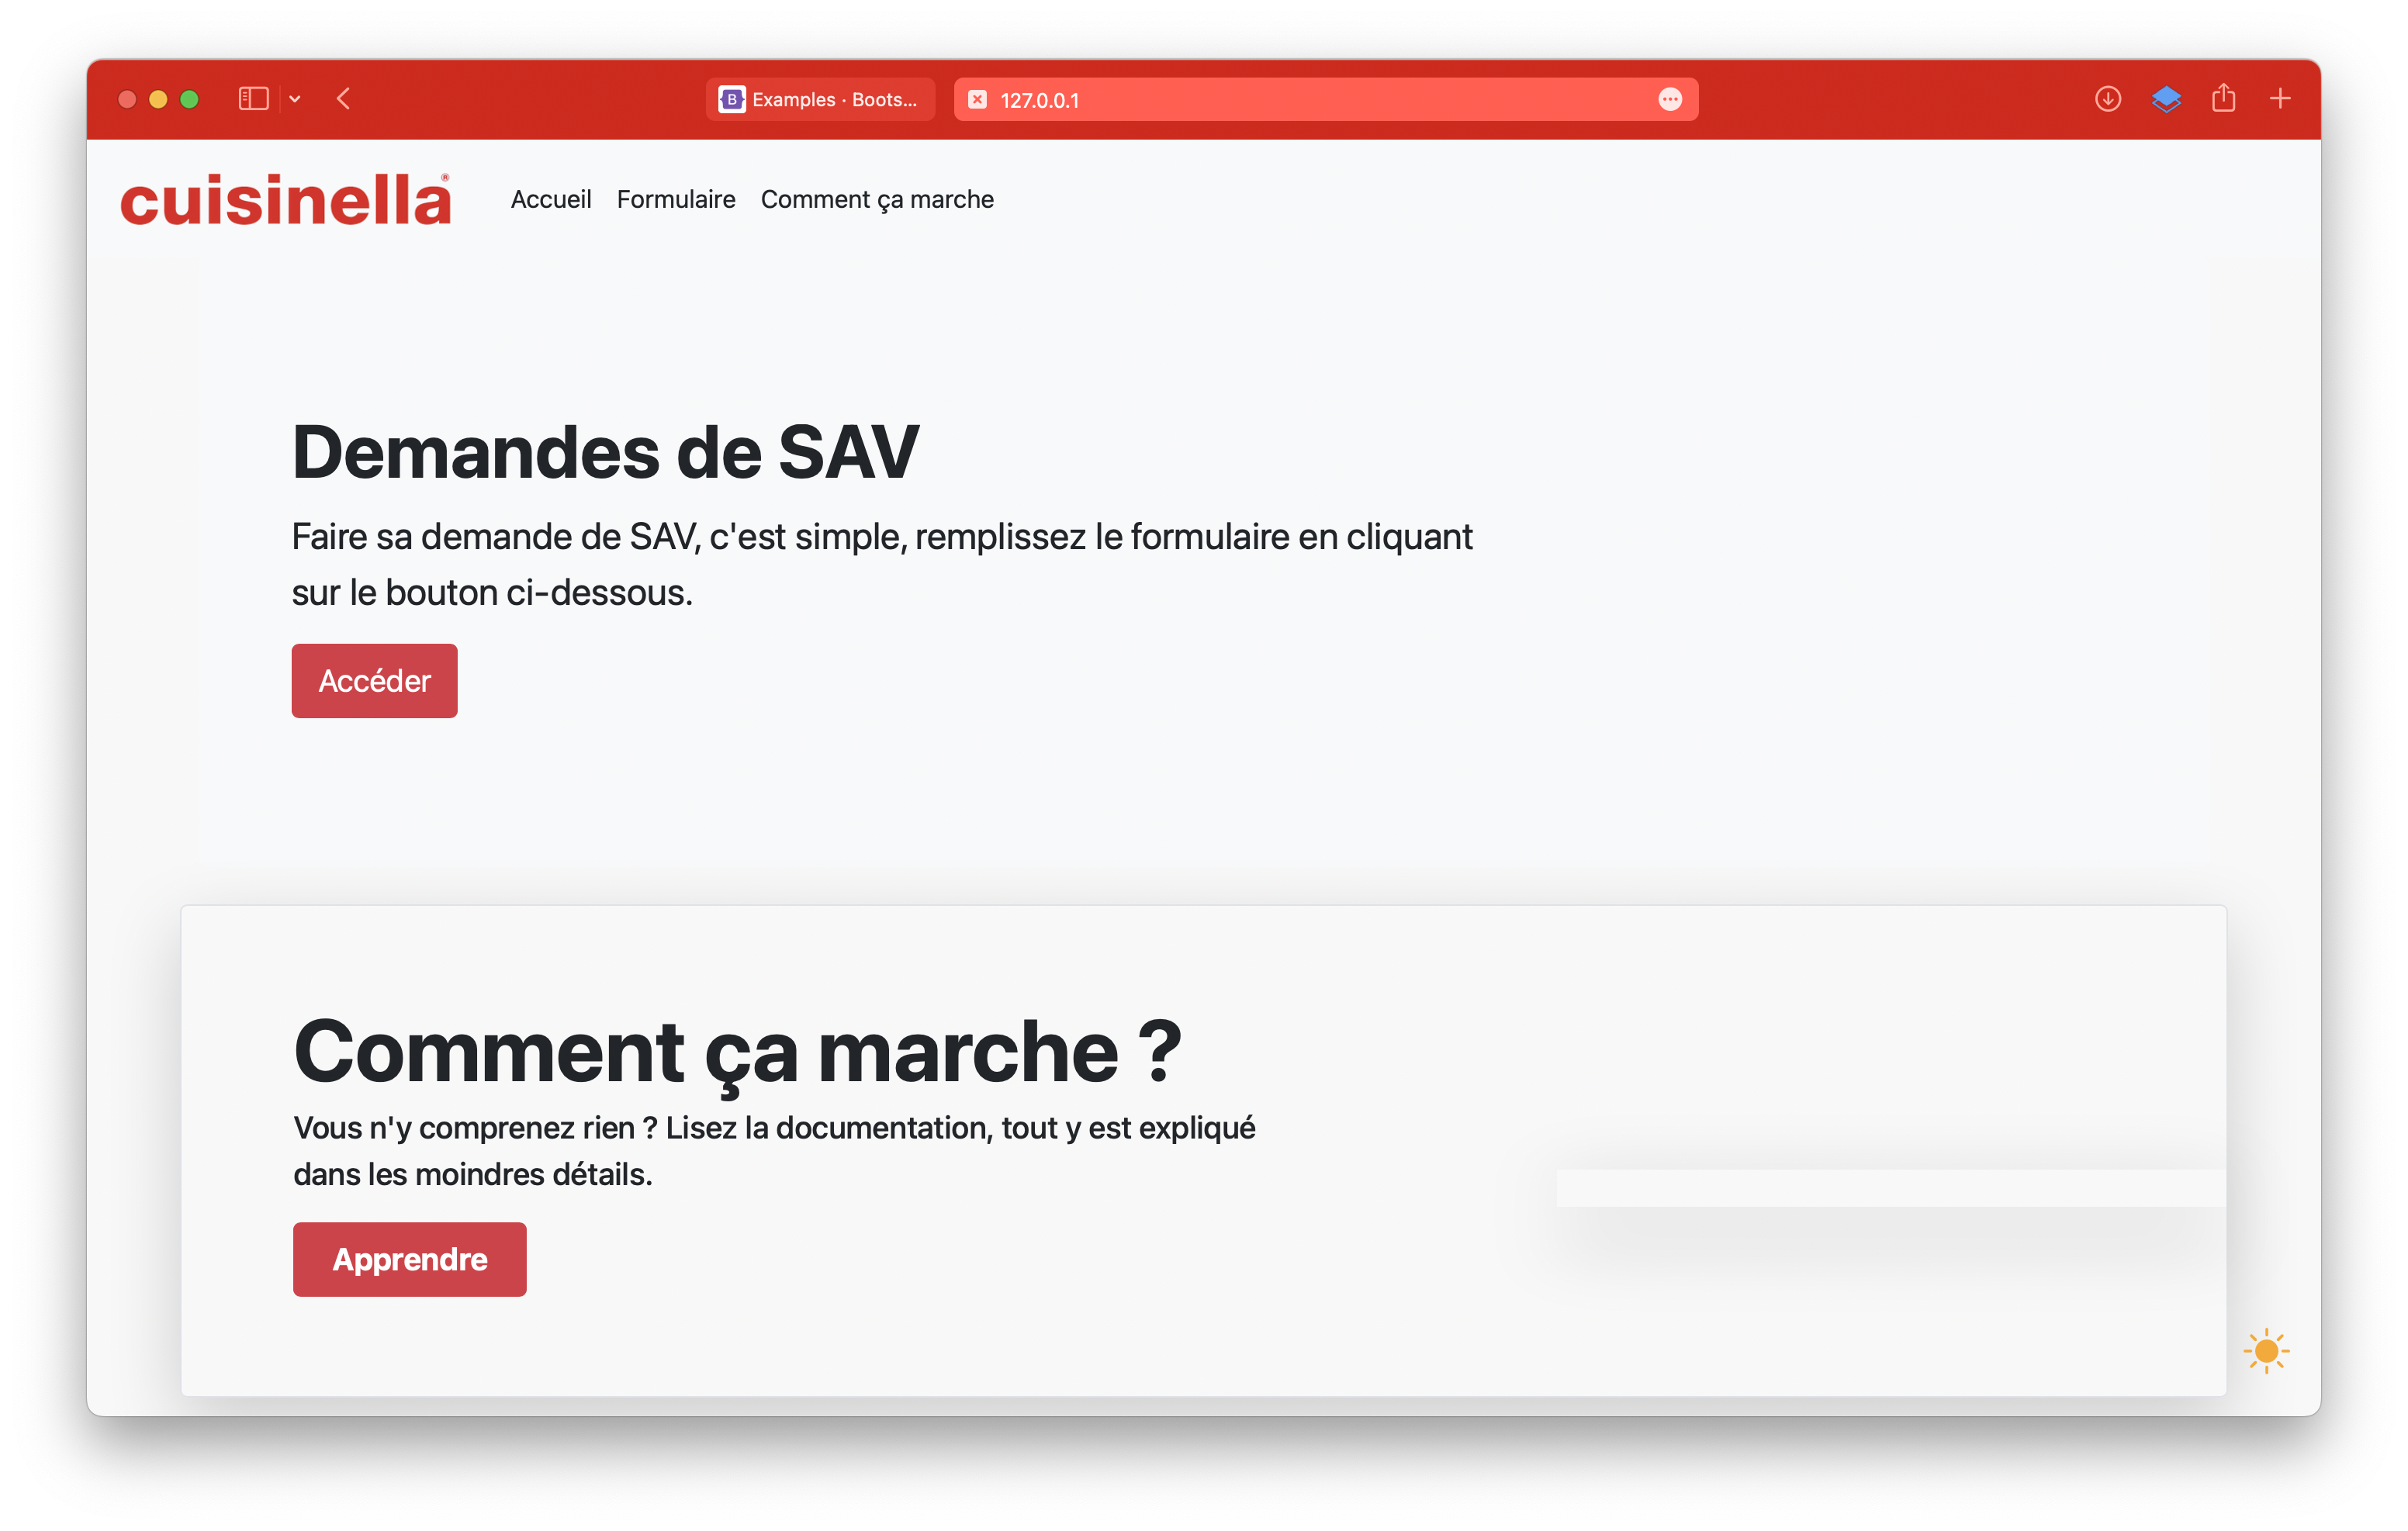 Examples · Boots...
127.0.0.1
cuisinella®
Accueil Formulaire Comment ça marche
Demandes de SAV
Faire sa demande de SAV, c'est simple, remplissez le formulaire en cliquant
sur le bouton ci-dessous.
Accéder
Comment ça marche ?
Vous n'y comprenez rien ? Lisez la documentation, tout y est expliqué
dans les moindres détails.
Apprendre